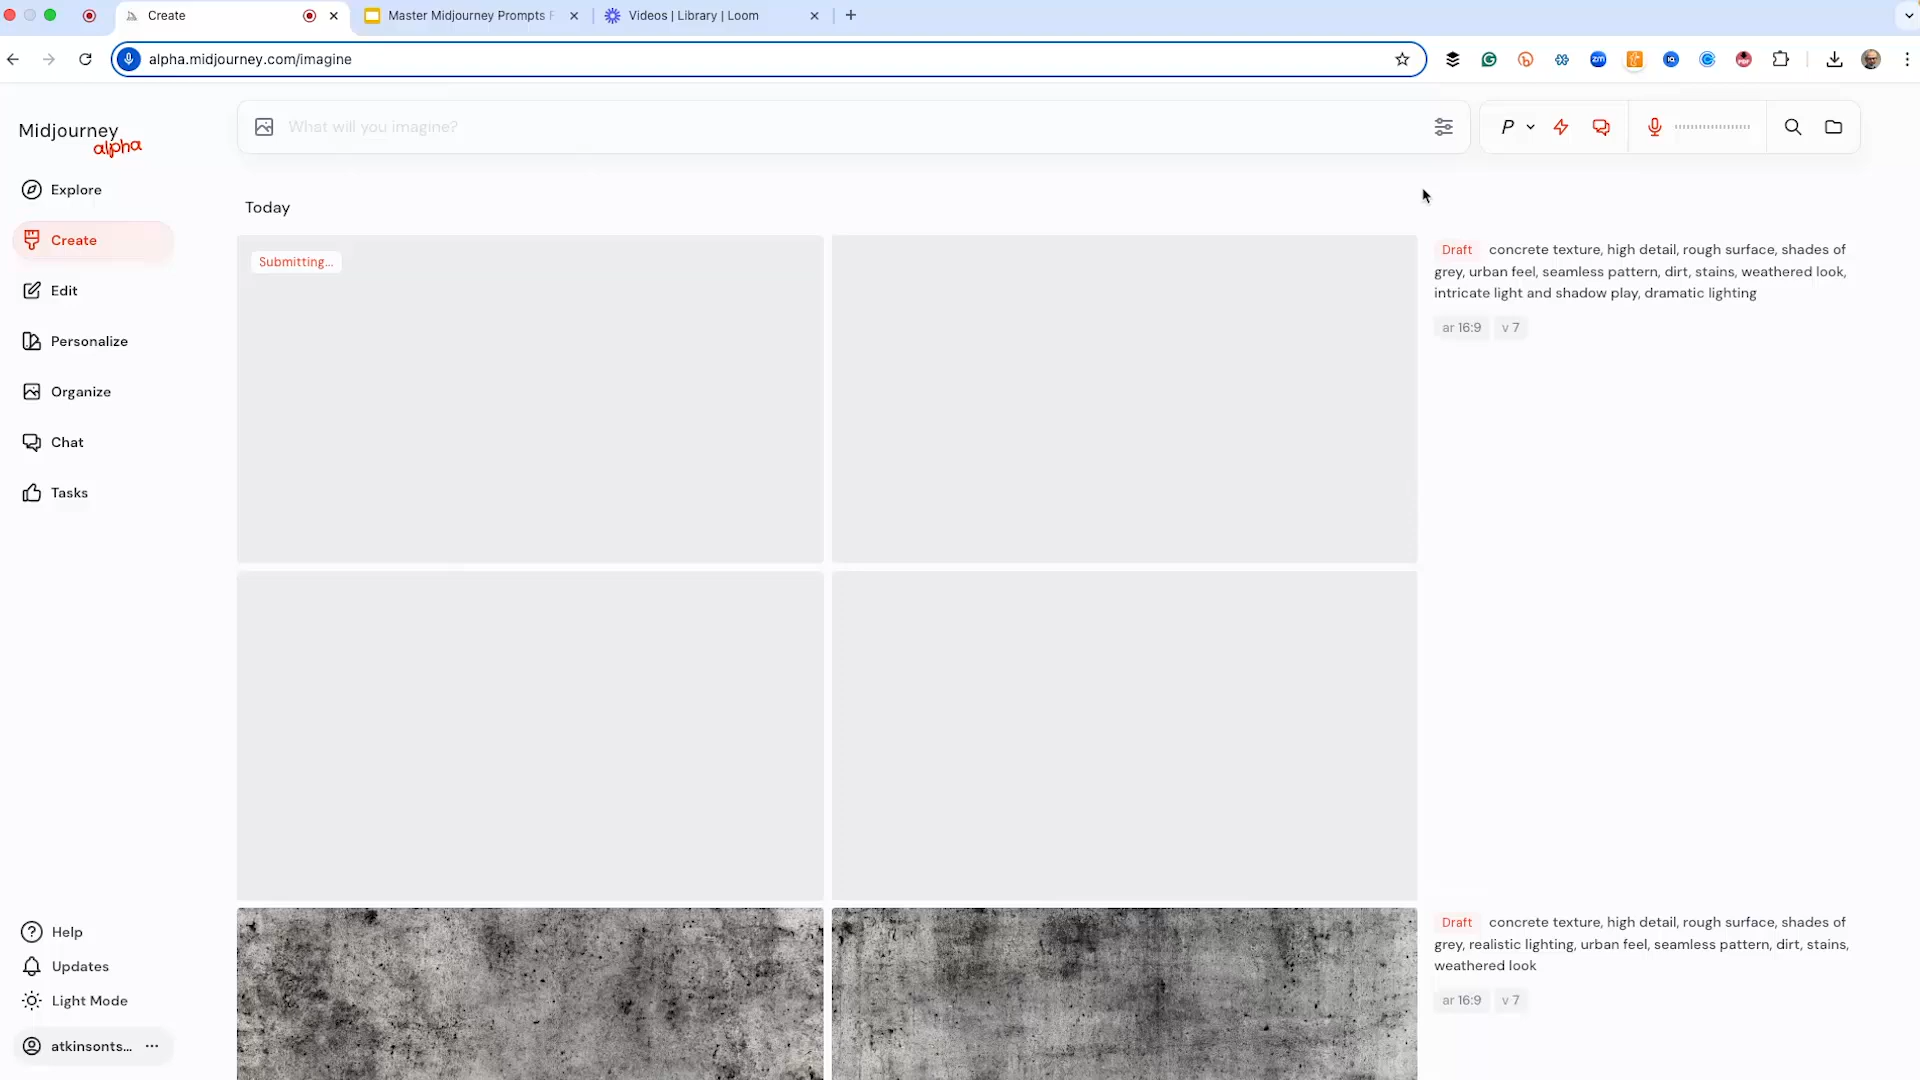 Create
Master Midjourney Prompts F
Videos | Library | Loom
alpha.midjourney.com/imagine
Midjourney
alpha
What will you imagine?
P
Explore
Create
Edit
Personalize
Organize
Chat
Tasks
Today
Submitting...
Draft concrete texture, high detail, rough surface, shades of
grey, urban feel, seamless pattern, dirt, stains, weathered look,
intricate light and shadow play, dramatic lighting
ar 16:9 v 7
Draft concrete texture, high detail, rough surface, shades of
grey, realistic lighting, urban feel, seamless pattern, dirt, stains,
weathered look
ar 16:9 v 7
Help
Updates
Light Mode
atkinsonts...